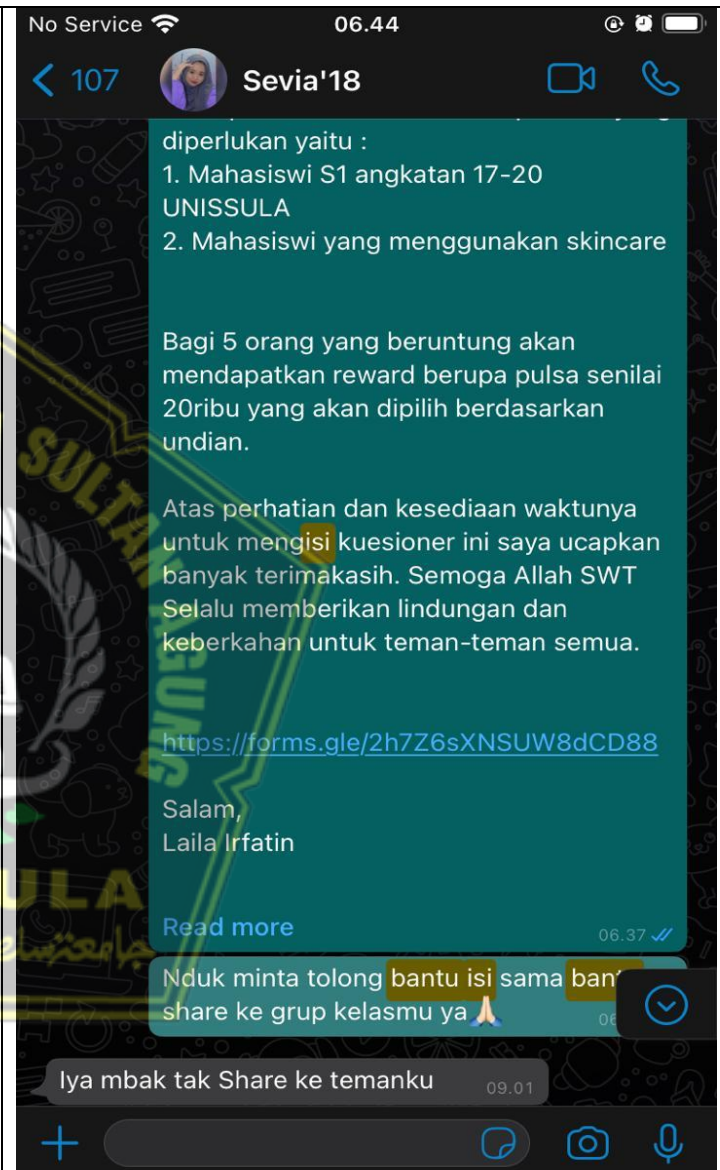 No Service 06.44
107 Sevia'18
diperlukan yaitu :
1. Mahasiswi S1 angkatan 17-20
UNISSULA
2. Mahasiswi yang menggunakan skincare
Bagi 5 orang yang beruntung akan
mendapatkan reward berupa pulsa senilai
20ribu yang akan dipilih berdasarkan
undian.
Atas perhatian dan kesediaan waktunya
untuk mengisi kuesioner ini saya ucapkan
banyak terimakasih. Semoga Allah SWT
Selalu memberikan lindungan dan
keberkahan untuk teman-teman semua.
https://forms.gle/2h7Z6sXNSUW8dCD88
Salam,
Laila Irfatin
Read more 06.37
Nduk minta tolong bantu isi sama
share ke grup kelasmu ya🙏🏻
Iya mbak tak Share ke temanku 09.01
SULTAN AGUNG